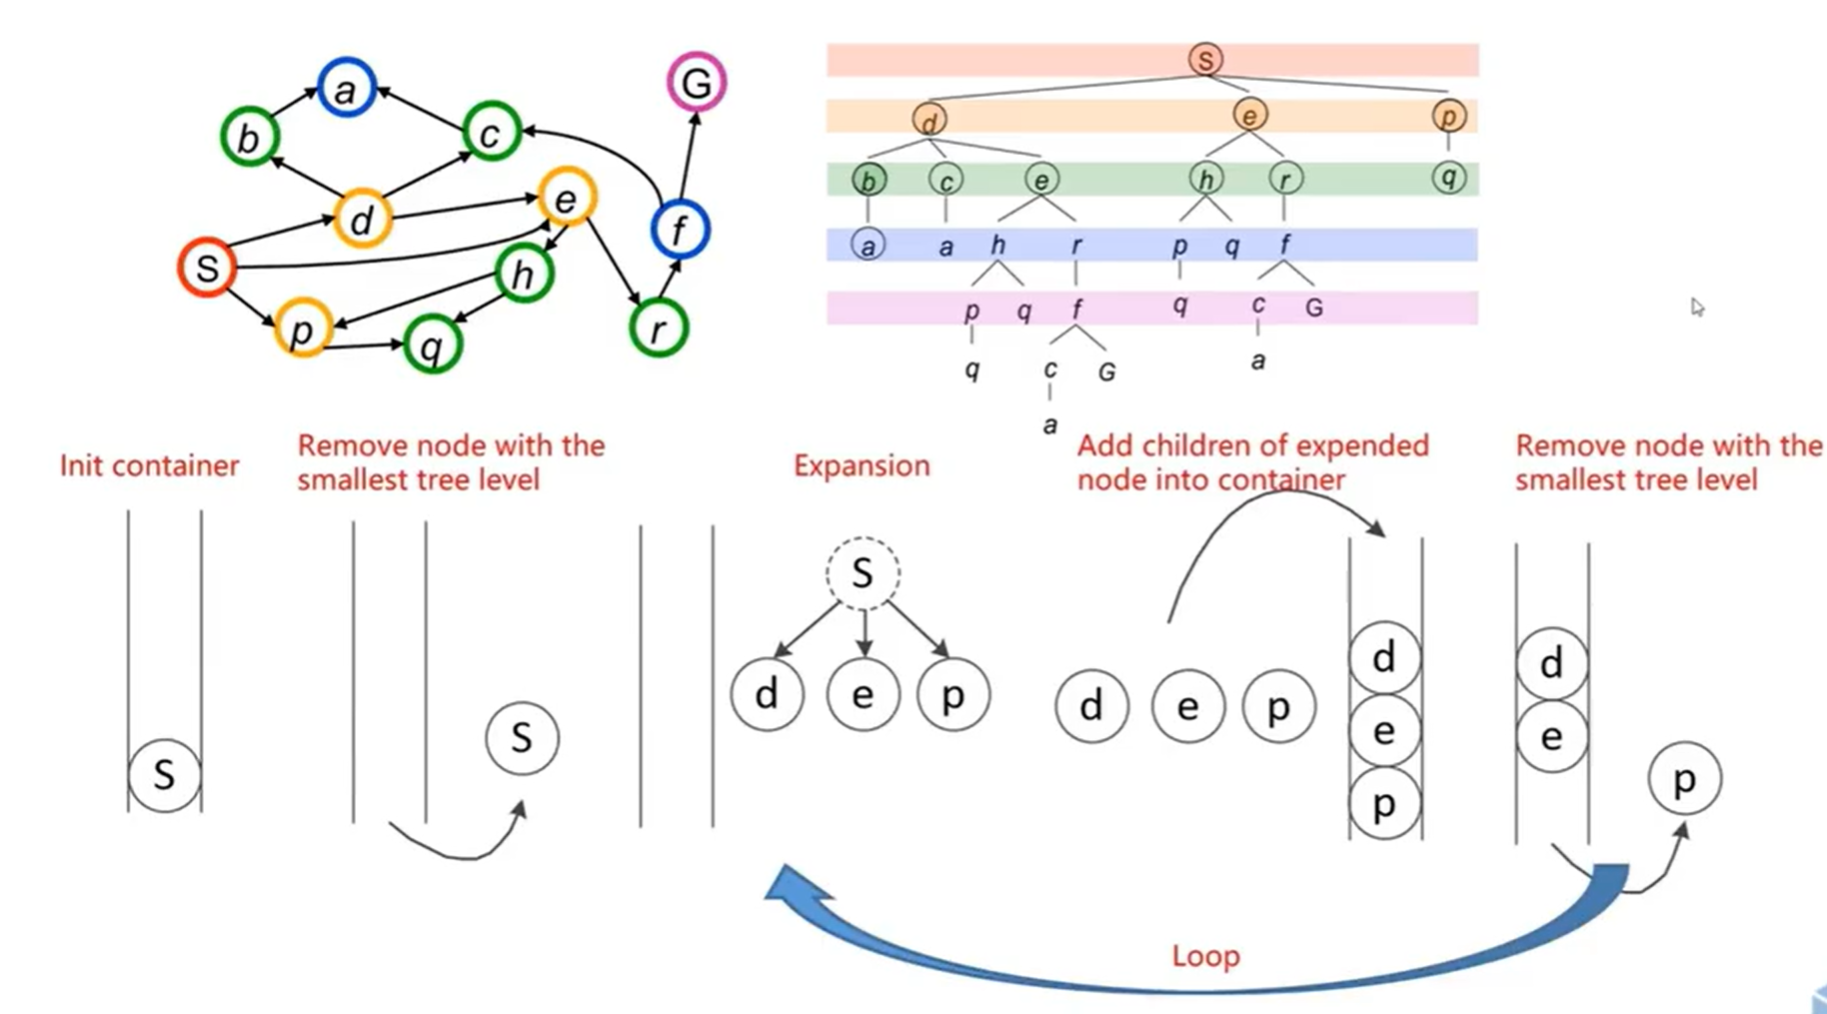 a
G
b
c
e
d
f
S
h
p
q
r
S
d e p
b c e h r q
a a h r p q f
p q f q c G
q c G a
a
Init container
Remove node with the
smallest tree level
Expansion
Add children of expended
node into container
Remove node with the
smallest tree level
S
S
S
d e p
d e p
d
e
p
d
e
p
Loop